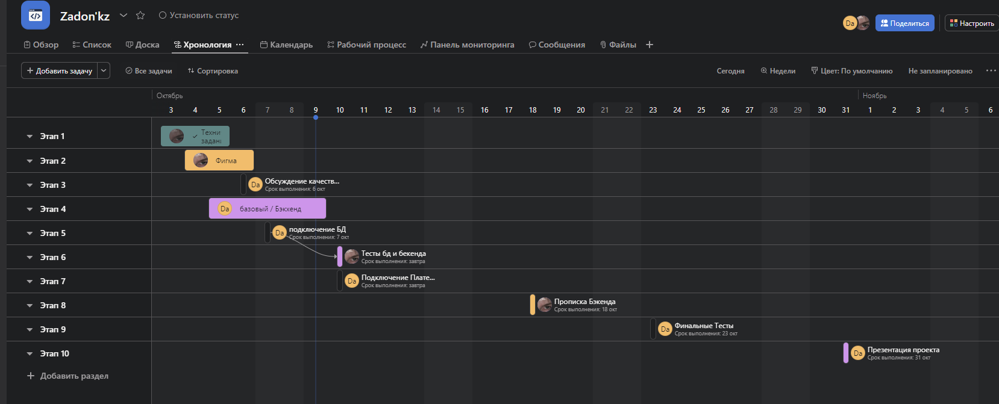 Zadon'kz
Установить статус
Da
Поделиться
Настроить
Обзор
Список
Доска
Хронология
Календарь
Рабочий процесс
Панель мониторинга
Сообщения
Файлы
Добавить задачу
Все задачи
Сортировка
Сегодня
Недели
Цвет: По умолчанию
Не запланировано
Октябрь
Ноябрь
3 4 5 6 7 8 9 10 11 12 13 14 15 16 17 18 19 20 21 22 23 24 25 26 27 28 29 30 31 1 2 3 4 5 6
Этап 1
Техни
задани
Этап 2
Фигма
Этап 3
Da
Обсуждение качеств...
Срок выполнения: 6 окт
Этап 4
Da
базовый / Бэкхенд
Этап 5
Da
подключение БД
Срок выполнения: 7 окт
Этап 6
Тесты бд и бекенда
Срок выполнения: завтра
Этап 7
Da
Подключение Плате...
Срок выполнения: завтра
Этап 8
Прописка Бэкенда
Срок выполнения: 18 окт
Этап 9
Da
Финальные Тесты
Срок выполнения: 23 окт
Этап 10
Da
Презентация проекта
Срок выполнения: 31 окт
Добавить раздел